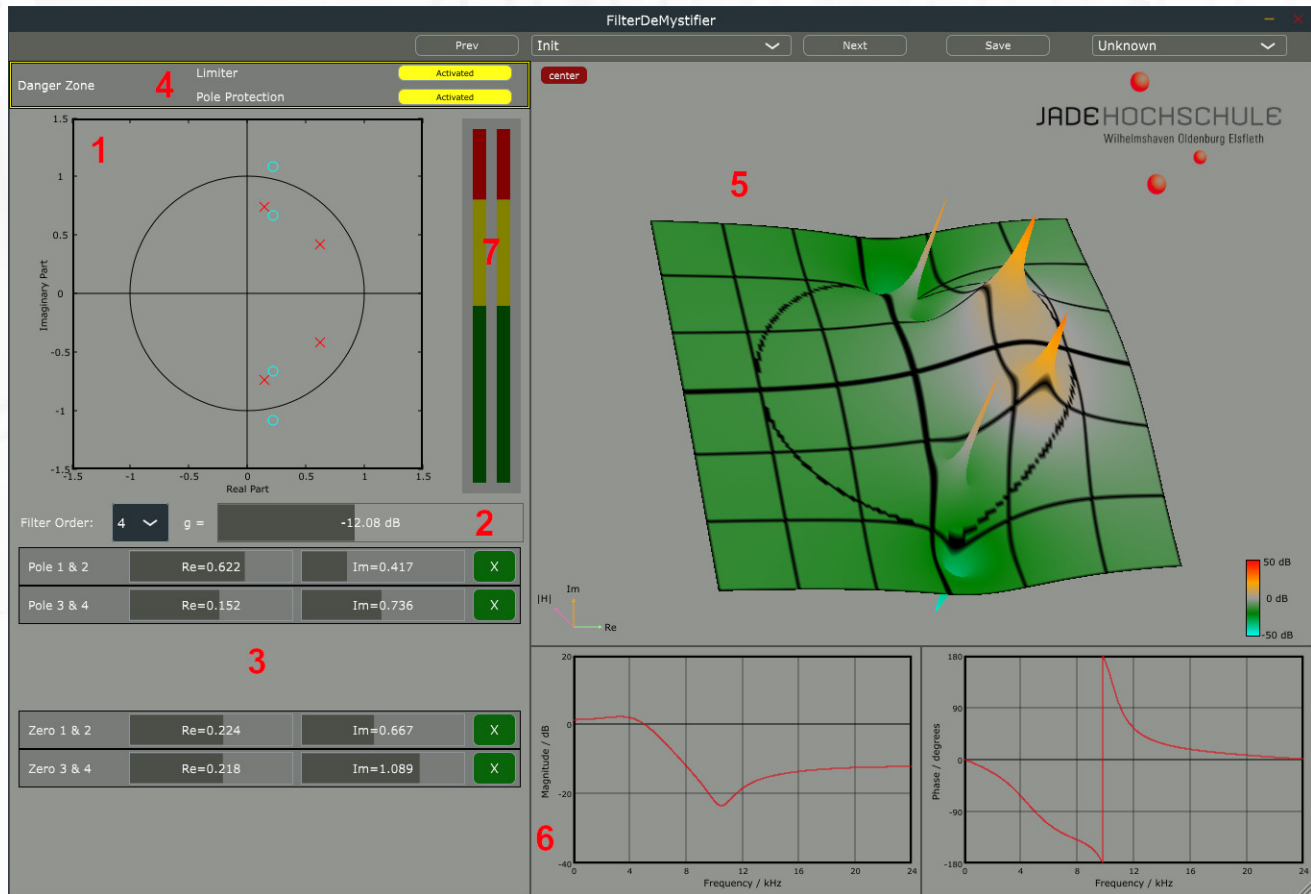 FilterDeMystifier
Prev
Init
Next
Save
Unknown
Danger Zone
4
Limiter
Activated
Pole Protection
Activated
center
JADEHOCHSCHULE
Wilhelmshaven Oldenburg Elsfleth
1
1.5
1
0.5
0
-0.5
-1
-1.5
Imaginary Part
-1.5
-1
-0.5
0
0.5
1
1.5
Real Part
7
5
Filter Order:
4
g =
-12.08 dB
2
Pole 1 & 2
Re=0.622
Im=0.417
X
Pole 3 & 4
Re=0.152
Im=0.736
X
3
Zero 1 & 2
Re=0.224
Im=0.667
X
Zero 3 & 4
Re=0.218
Im=1.089
X
|H|
Im
Re
50 dB
0 dB
-50 dB
20
0
-20
-40
Magnitude / dB
6
0
4
8
12
16
20
24
Frequency / kHz
180
90
0
-90
-180
Phase / degrees
0
4
8
12
16
20
24
Frequency / kHz